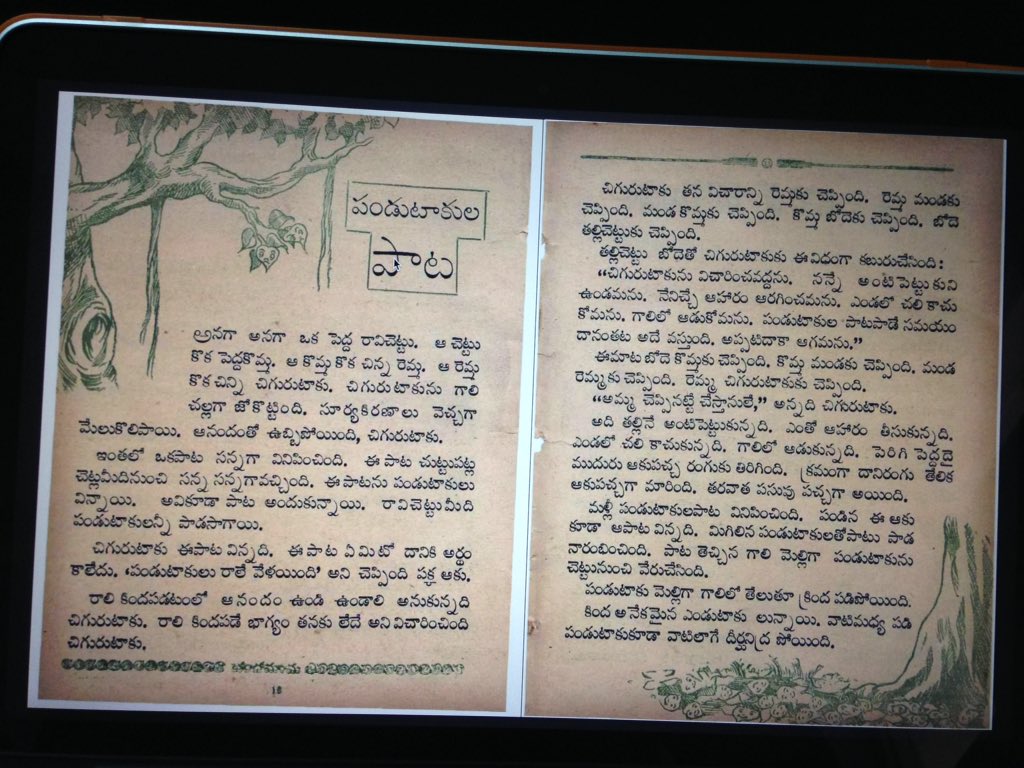 పండుటాకుల
పాట
అనగా అనగా ఒక పెద్ద రావిచెట్టు. ఆ చెట్టు
కొక పెద్దకొమ్మ. ఆ కొమ్మ కొక చిన్న రెమ్మ. ఆ రెమ్మ
కొక చిన్ని చిగురుటాకు. చిగురుటాకును గాలి
చల్లగా జోకొట్టింది. సూర్యకిరణాలు వెచ్చగా
మేలుకొలిపాయి. ఆనందంతో ఉబ్బిపోయింది, చిగురుటాకు.
ఇంతలో ఒకపాట సన్నగా వినిపించింది. ఈ పాట చుట్టుపట్ల
చెట్లమీదినుంచి సన్న సన్నగావచ్చింది. ఈ పాటను పండుటాకులు
విన్నాయి. అవికూడా పాట అందుకున్నాయి. రావిచెట్టుమీది
పండుటాకులన్నీ పాడసాగాయి.
చిగురుటాకు ఈపాట విన్నది. ఈ పాట ఏమిటో దానికి అర్థం
కాలేదు. ‘పండుటాకులు రాలే వేళయింది’ అని చెప్పింది పక్క ఆకు.
రాలి కిందపడటంలో ఆనందం ఉండి ఉండాలి అనుకున్నది
చిగురుటాకు. రాలి కిందపడే భాగ్యం తనకు లేదే అని విచారించింది
చిగురుటాకు.
చందమామ
16
చిగురుటాకు తన విచారాన్ని రెమ్మకు చెప్పింది. రెమ్మ మండకు
చెప్పింది. మండ కొమ్మకు చెప్పింది. కొమ్మ బోదెకు చెప్పింది. బోదె
తల్లిచెట్టుకు చెప్పింది.
తల్లిచెట్టు బోదెతో చిగురుటాకుకు ఈ విధంగా కబురుచేసింది :
“చిగురుటాకును విచారించవద్దను. నన్నే అంటిపెట్టుకుని
ఉండమను. నేనిచ్చే ఆహారం ఆరగించమను. ఎండలో చలి కాచు
కోమను. గాలిలో ఆడుకోమను. పండుటాకుల పాటపాడే సమయం
దానంతట అదే వస్తుంది. అప్పటిదాకా ఆగమను.”
ఈమాట బోదె కొమ్మకు చెప్పింది. కొమ్మ మండకు చెప్పింది. మండ
రెమ్మకు చెప్పింది. రెమ్మ చిగురుటాకుకు చెప్పింది.
“అమ్మ చెప్పినట్టే చేస్తానులే,” అన్నది చిగురుటాకు.
అది తల్లినే అంటిపెట్టుకున్నది. ఎంతో ఆహారం తీసుకున్నది.
ఎండలో చలి కాచుకున్నది. గాలిలో ఆడుకున్నది. పెరిగి పెద్దదై
ముదురు ఆకుపచ్చ రంగుకు తిరిగింది. క్రమంగా దానిరంగు తేలిక
ఆకుపచ్చగా మారింది. తరవాత పసుపు పచ్చగా అయింది.
మళ్లీ పండుటాకులపాట వినిపించింది. పండిన ఈ ఆకు
కూడా ఆపాట విన్నది. మిగిలిన పండుటాకులతోపాటు పాడ
నారంభించింది. పాట తెచ్చిన గాలి మెల్లిగా పండుటాకును
చెట్టునుంచి వేరుచేసింది.
పండుటాకు మెల్లిగా గాలిలో తేలుతూ క్రింద పడిపోయింది.
కింద అనేకమైన ఎండుటాకు లున్నాయి. వాటిమధ్య పడి
పండుటాకుకూడా వాటిలాగే దీర్ఘనిద్ర పోయింది.